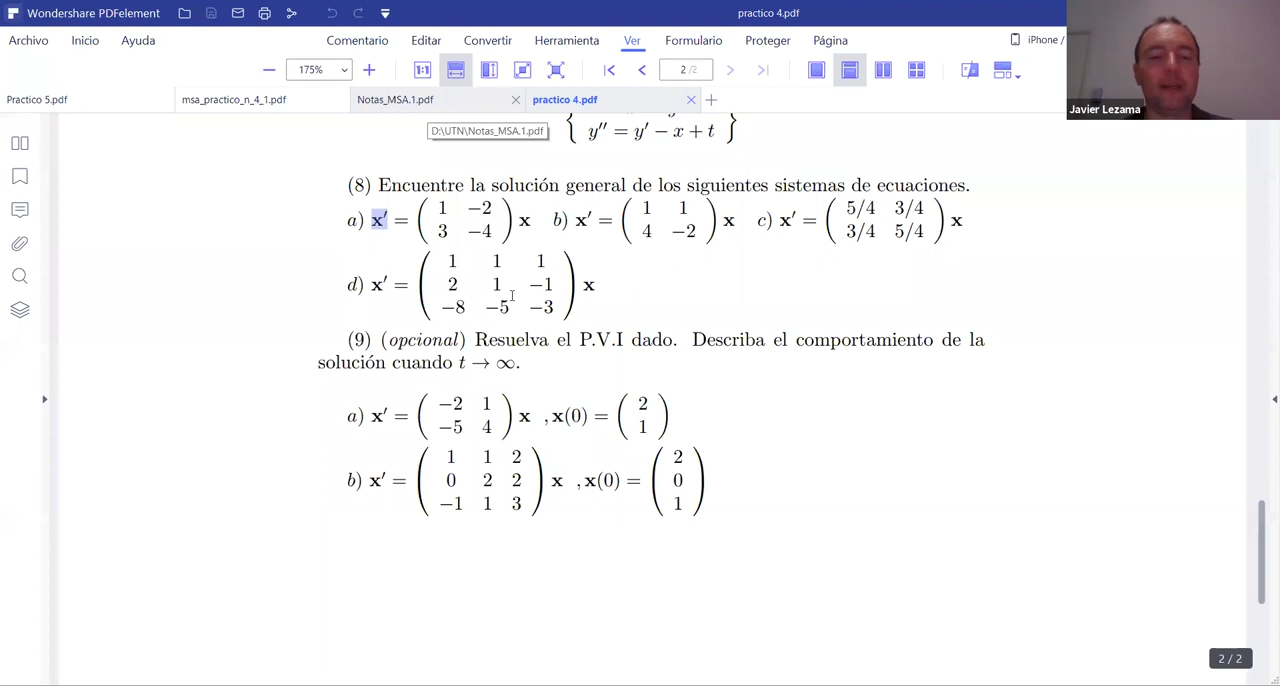 Wondershare PDFelement
practico 4.pdf
Archivo Inicio Ayuda Comentario Editar Convertir Herramienta Ver Formulario Proteger Página iPhone /
175% 2 /2
Practico 5.pdf msa_practico_n_4_1.pdf Notas_MSA.1.pdf practico 4.pdf
Javier Lezama
D:\UTN\Notas_MSA.1.pdf
y″ = y′ − x + t
(8) Encuentre la solución general de los siguientes sistemas de ecuaciones.
a) x′ = ( 1 −2 ; 3 −4 ) x b) x′ = ( 1 1 ; 4 −2 ) x c) x′ = ( 5/4 3/4 ; 3/4 5/4 ) x
d) x′ = ( 1 1 1 ; 2 1 −1 ; −8 −5 −3 ) x
(9) (opcional) Resuelva el P.V.I dado. Describa el comportamiento de la
solución cuando t → ∞.
a) x′ = ( −2 1 ; −5 4 ) x , x(0) = ( 2 ; 1 )
b) x′ = ( 1 1 2 ; 0 2 2 ; −1 1 3 ) x , x(0) = ( 2 ; 0 ; 1 )
2 / 2